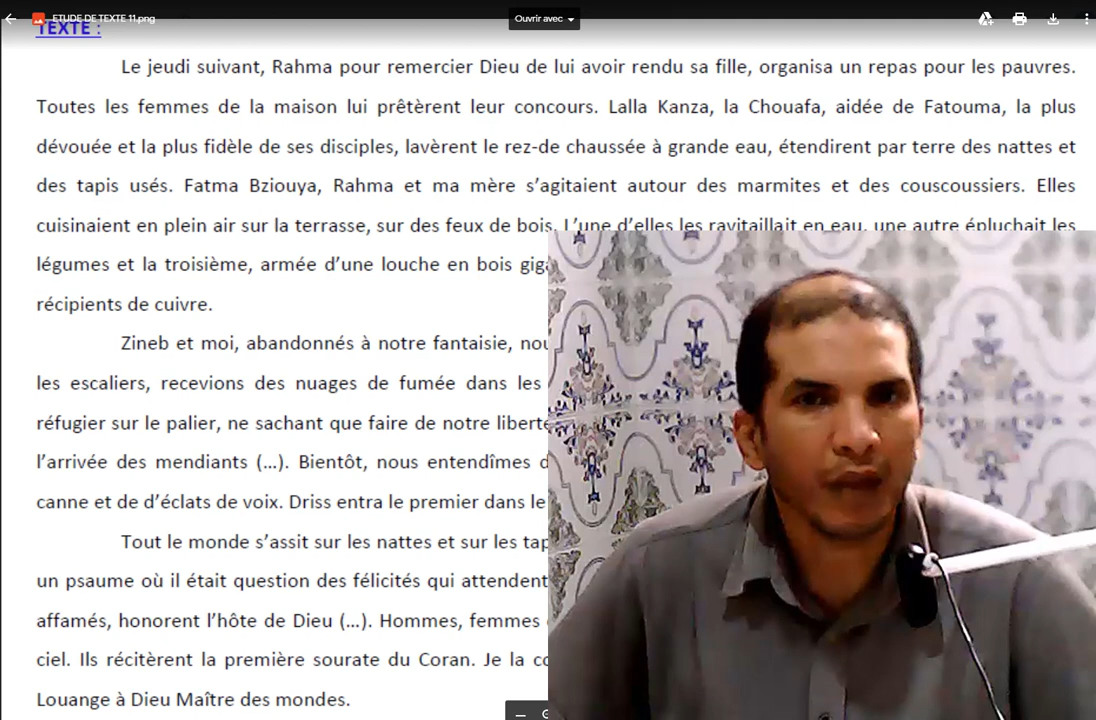 ETUDE DE TEXTE 11.png
Ouvrir avec
TEXTE :
Le jeudi suivant, Rahma pour remercier Dieu de lui avoir rendu sa fille, organisa un repas pour les pauvres.
Toutes les femmes de la maison lui prêtèrent leur concours. Lalla Kanza, la Chouafa, aidée de Fatouma, la plus
dévouée et la plus fidèle de ses disciples, lavèrent le rez-de chaussée à grande eau, étendirent par terre des nattes et
des tapis usés. Fatma Bziouya, Rahma et ma mère s’agitaient autour des marmites et des couscoussiers. Elles
cuisinaient en plein air sur la terrasse, sur des feux de bois. L’une d’elles les ravitaillait en eau, une autre épluchait les
légumes et la troisième, armée d’une louche en bois
récipients de cuivre.
Zineb et moi, abandonnés à notre fantaisie,
les escaliers, recevions des nuages de fumée dans les
réfugier sur le palier, ne sachant que faire de notre
l’arrivée des mendiants (…). Bientôt, nous entendîmes
canne et de d’éclats de voix. Driss entra le premier dans le
Tout le monde s’assit sur les nattes et sur les
un psaume où il était question des félicités qui attendent
affamés, honorent l’hôte de Dieu (…). Hommes, femmes
ciel. Ils récitèrent la première sourate du Coran. Je la
Louange à Dieu Maître des mondes.